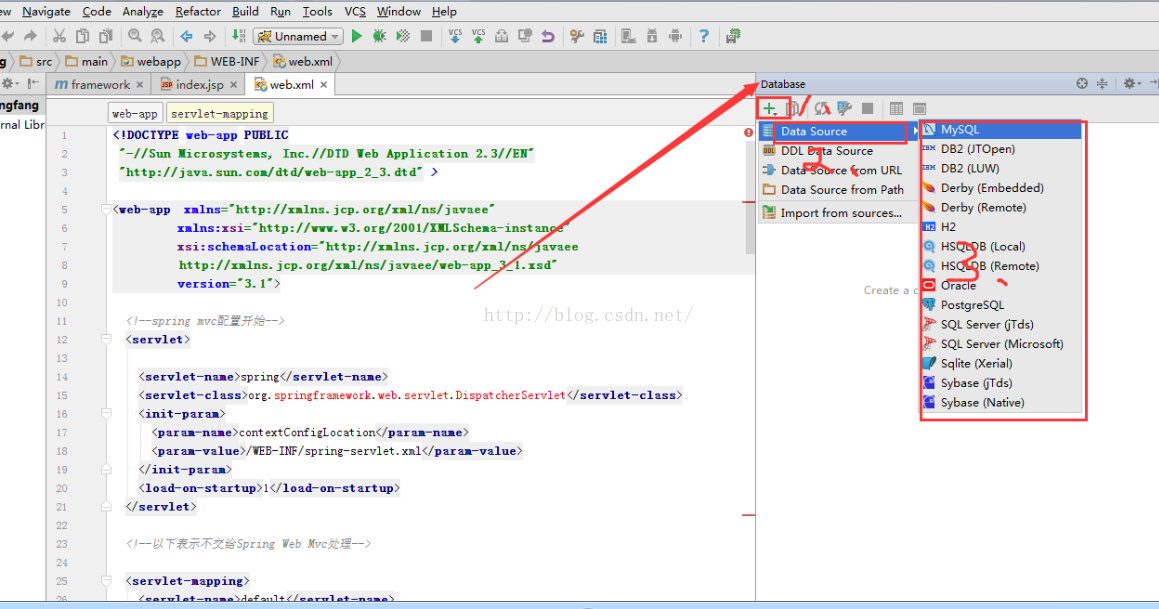 ew Navigate Code Analyze Refactor Build Run Tools VCS Window Help
Unnamed VCS VCS ?
g src main webapp WEB-INF web.xml
m framework × JSP index.jsp × web.xml × Database
ngfang
rnal Libr
web-app servlet-mapping
1 <!DOCTYPE web-app PUBLIC
2 "-//Sun Microsystems, Inc.//DTD Web Application 2.3//EN"
3 "http://java.sun.com/dtd/web-app_2_3.dtd" >
4
5 <web-app xmlns="http://xmlns.jcp.org/xml/ns/javaee"
6 xmlns:xsi="http://www.w3.org/2001/XMLSchema-instance"
7 xsi:schemaLocation="http://xmlns.jcp.org/xml/ns/javaee
8 http://xmlns.jcp.org/xml/ns/javaee/web-app_3_1.xsd"
9 version="3.1">
10
11 <!--spring mvc配置开始-->
12 <servlet>
13
14 <servlet-name>spring</servlet-name>
15 <servlet-class>org.springframework.web.servlet.DispatcherServlet</servlet-class>
16 <init-param>
17 <param-name>contextConfigLocation</param-name>
18 <param-value>/WEB-INF/spring-servlet.xml</param-value>
19 </init-param>
20 <load-on-startup>1</load-on-startup>
21 </servlet>
22
23 <!--以下表示不交给Spring Web Mvc处理-->
24
25 <servlet-mapping>
26 <servlet-name>default</servlet-name>
1
Data Source
DDL DDL Data Source
2
Data Source from URL
Data Source from Path
Import from sources...
Create a
MySQL
IBM DB2 (JTOpen)
IBM DB2 (LUW)
Derby (Embedded)
Derby (Remote)
H2 H2
HSQLDB (Local)
3
HSQLDB (Remote)
Oracle
PostgreSQL
SQL Server (jTds)
SQL Server (Microsoft)
Sqlite (Xerial)
Sybase (jTds)
Sybase (Native)
http://blog.csdn.net/